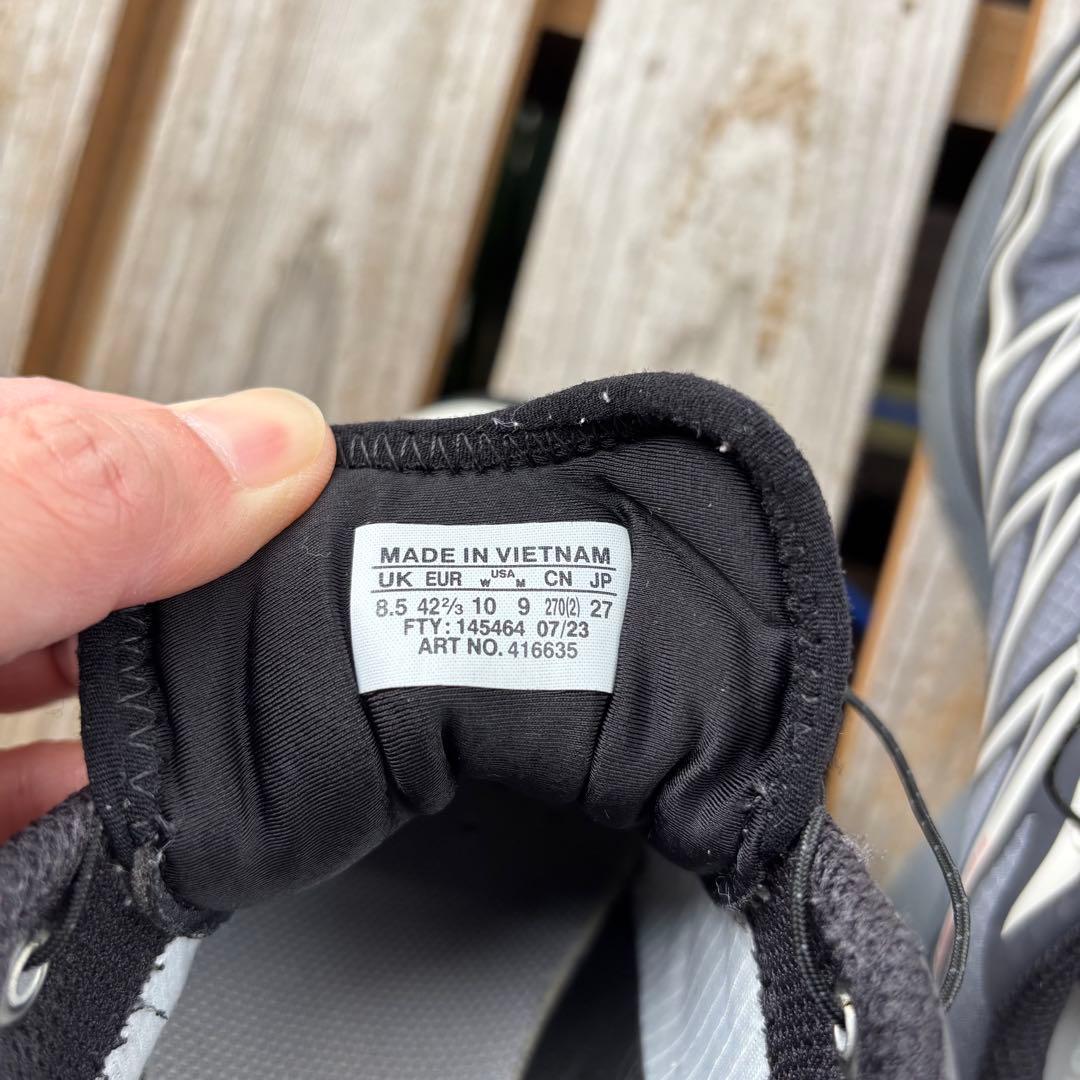 MADE IN VIETNAM
UK EUR W USA M CN JP
8.5 42⅔ 10 9 270(2) 27
FTY: 145464 07/23
ART NO. 416635